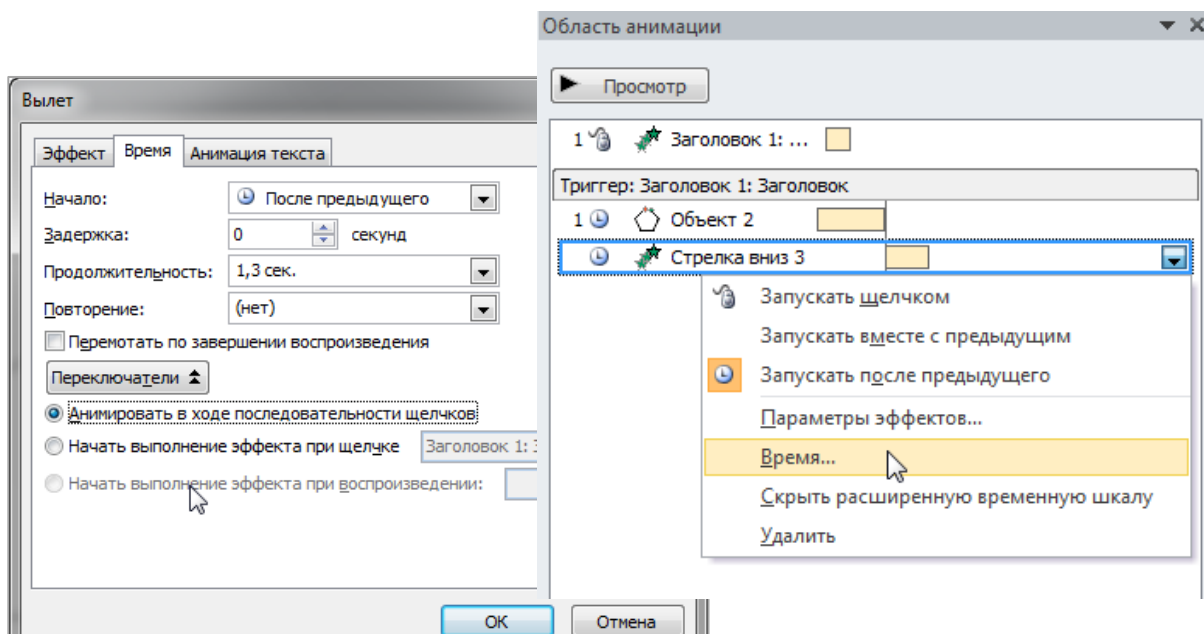 Вылет
Эффект Время Анимация текста
Начало: После предыдущего
Задержка: 0 секунд
Продолжительность: 1,3 сек.
Повторение: (нет)
Перемотать по завершении воспроизведения
Переключатели
Анимировать в ходе последовательности щелчков
Начать выполнение эффекта при щелчке Заголовок 1:
Начать выполнение эффекта при воспроизведении:
ОК Отмена
Область анимации
Просмотр
1 Заголовок 1: ...
Триггер: Заголовок 1: Заголовок
1 Объект 2
Стрелка вниз 3
Запускать щелчком
Запускать вместе с предыдущим
Запускать после предыдущего
Параметры эффектов...
Время...
Скрыть расширенную временную шкалу
Удалить